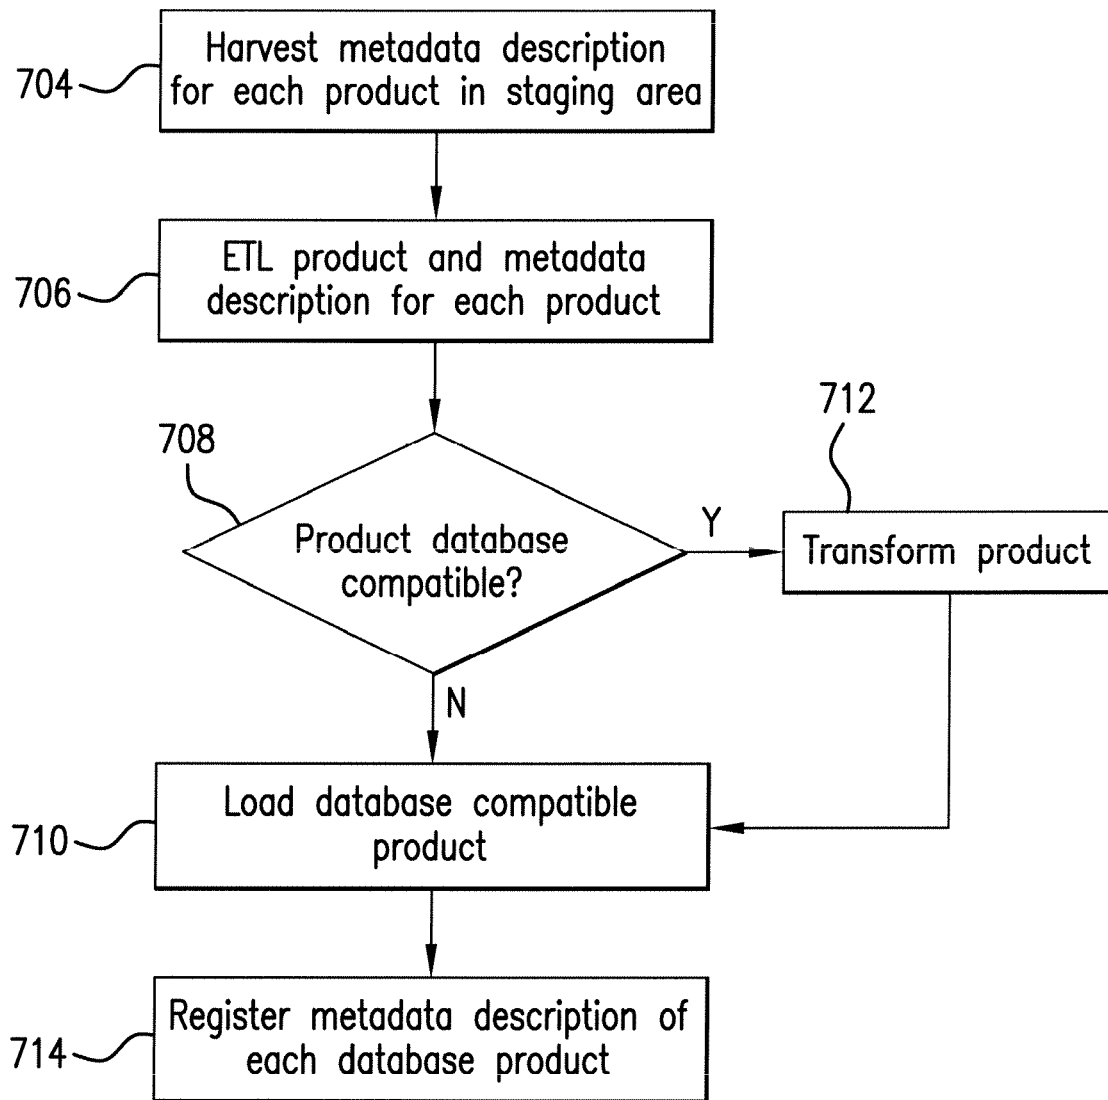 Harvest metadata description
for each product in staging area
704
ETL product and metadata
description for each product
706
708
712
Product database
compatible?
Y
Transform product
N
Load database compatible
product
710
Register metadata description of
each database product
714